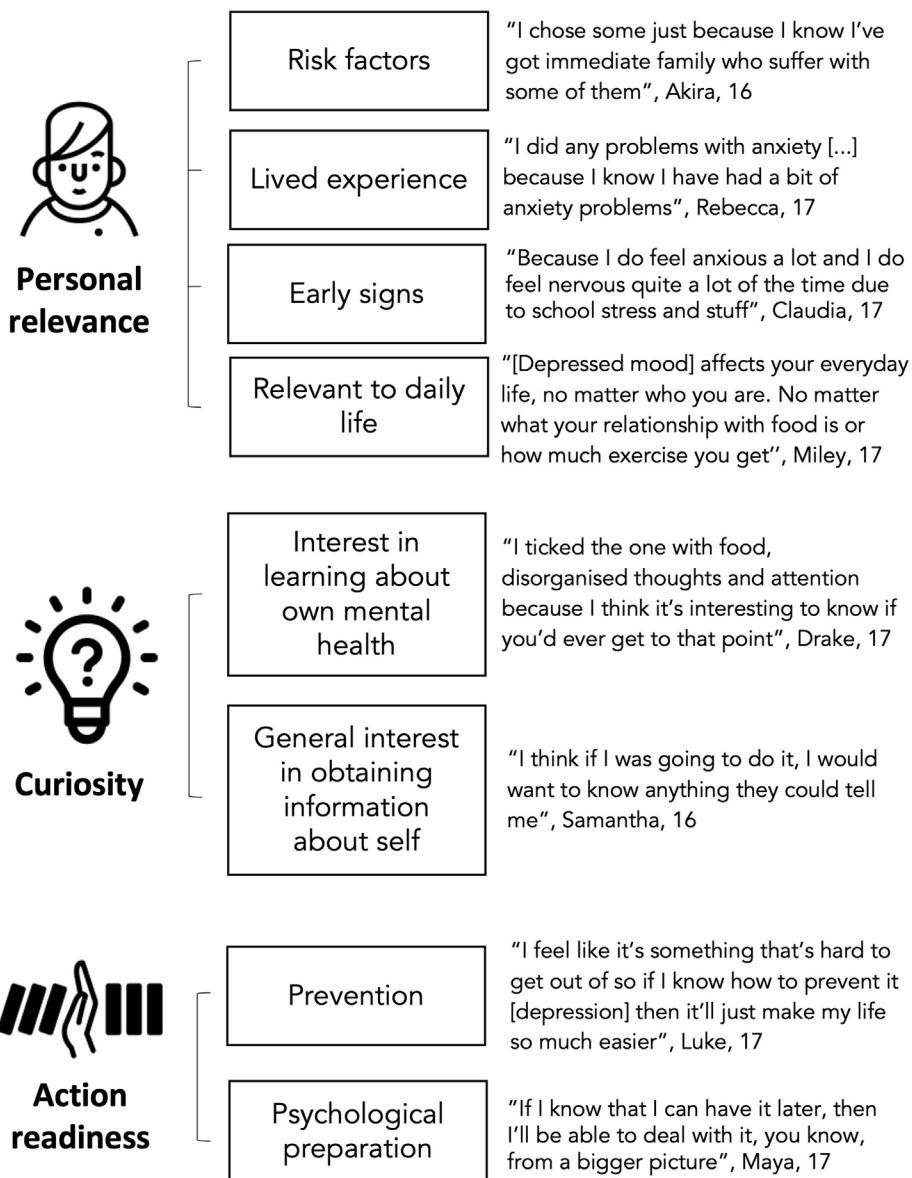 Personal
relevance
Risk factors
“I chose some just because I know I’ve
got immediate family who suffer with
some of them”, Akira, 16
Lived experience
“I did any problems with anxiety [...]
because I know I have had a bit of
anxiety problems”, Rebecca, 17
Early signs
“Because I do feel anxious a lot and I do
feel nervous quite a lot of the time due
to school stress and stuff”, Claudia, 17
Relevant to daily
life
“[Depressed mood] affects your everyday
life, no matter who you are. No matter
what your relationship with food is or
how much exercise you get’’, Miley, 17
?
Curiosity
Interest in
learning about
own mental
health
“I ticked the one with food,
disorganised thoughts and attention
because I think it’s interesting to know if
you’d ever get to that point”, Drake, 17
General interest
in obtaining
information
about self
“I think if I was going to do it, I would
want to know anything they could tell
me”, Samantha, 16
Action
readiness
Prevention
“I feel like it’s something that’s hard to
get out of so if I know how to prevent it
[depression] then it’ll just make my life
so much easier”, Luke, 17
Psychological
preparation
“If I know that I can have it later, then
I’ll be able to deal with it, you know,
from a bigger picture”, Maya, 17